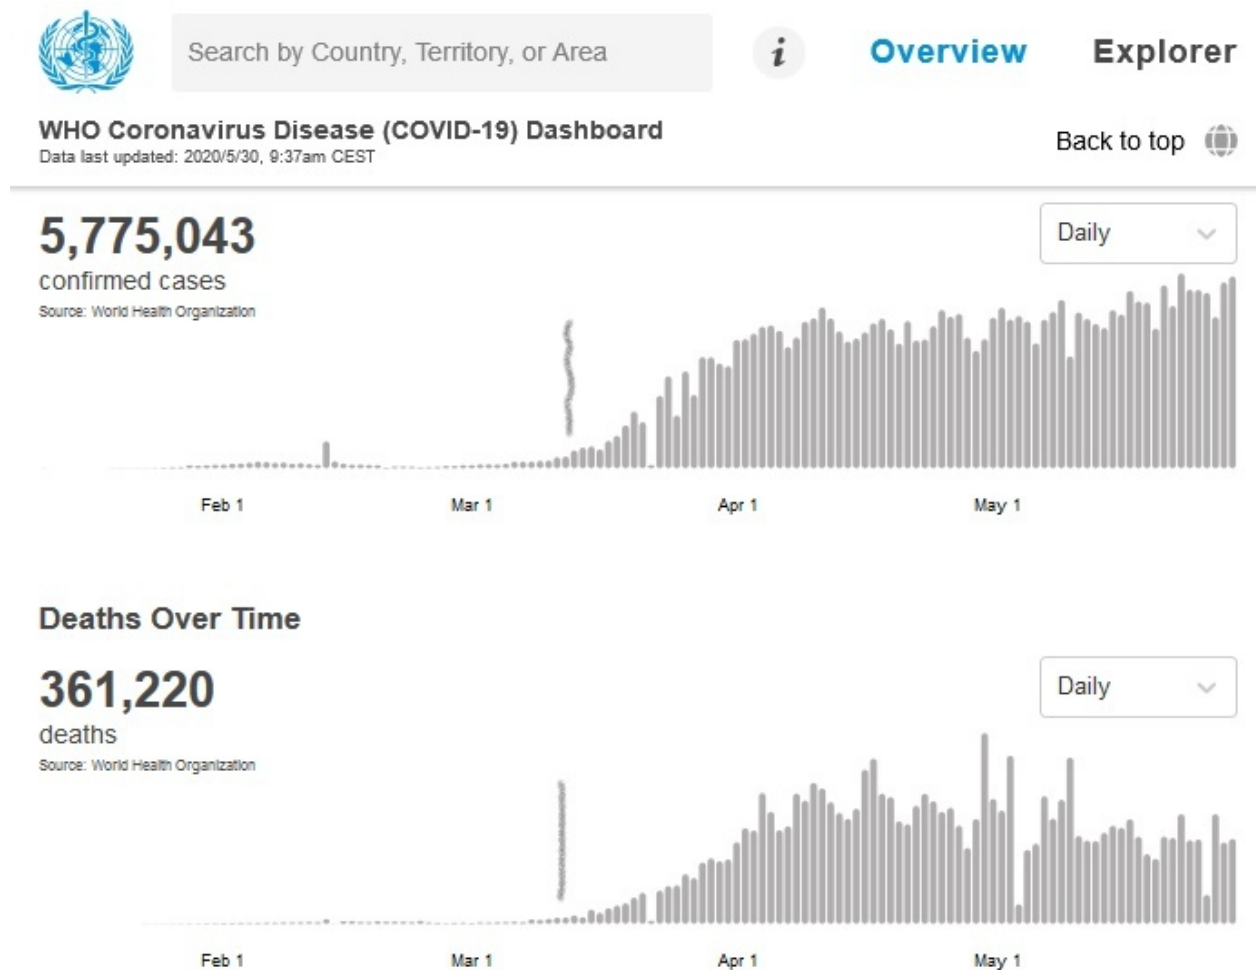 Search by Country, Territory, or Area
i
Overview
Explorer
WHO Coronavirus Disease (COVID-19) Dashboard
Data last updated: 2020/5/30, 9:37am CEST
Back to top
5,775,043
confirmed cases
Source: World Health Organization
Daily
Feb 1
Mar 1
Apr 1
May 1
Deaths Over Time
361,220
deaths
Source: World Health Organization
Daily
Feb 1
Mar 1
Apr 1
May 1